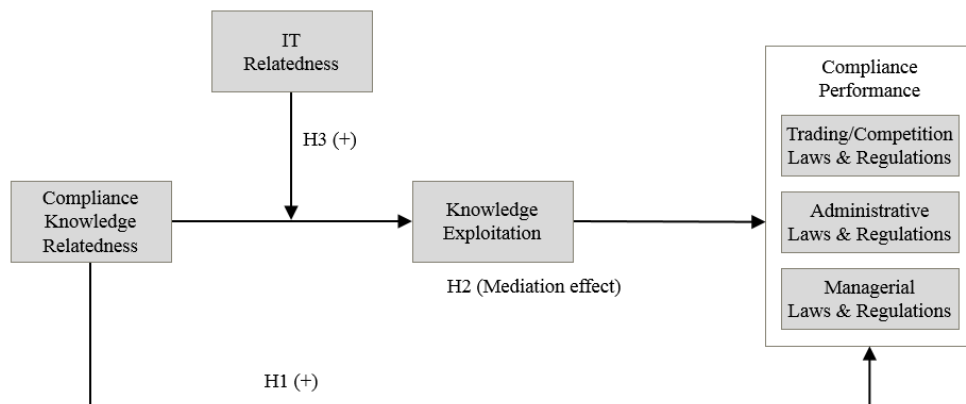 IT
Relatedness
H3 (+)
Compliance
Knowledge
Relatedness
Knowledge
Exploitation
H2 (Mediation effect)
H1 (+)
Compliance
Performance
Trading/Competition
Laws & Regulations
Administrative
Laws & Regulations
Managerial
Laws & Regulations